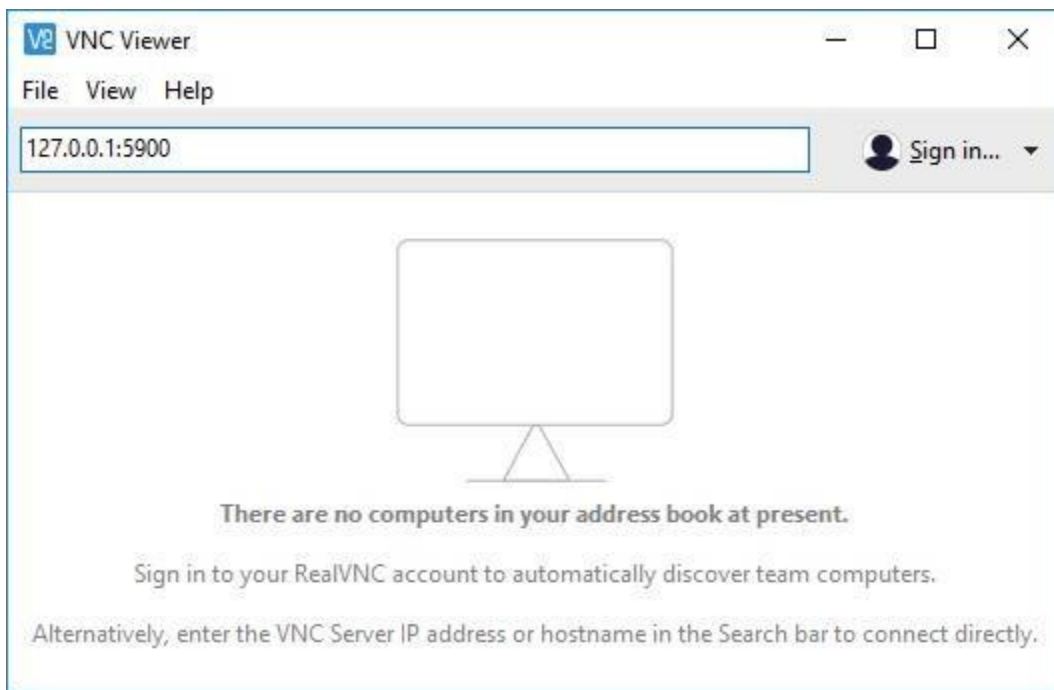 V2 VNC Viewer
File View Help
127.0.0.1:5900
Sign in...
There are no computers in your address book at present.
Sign in to your RealVNC account to automatically discover team computers.
Alternatively, enter the VNC Server IP address or hostname in the Search bar to connect directly.